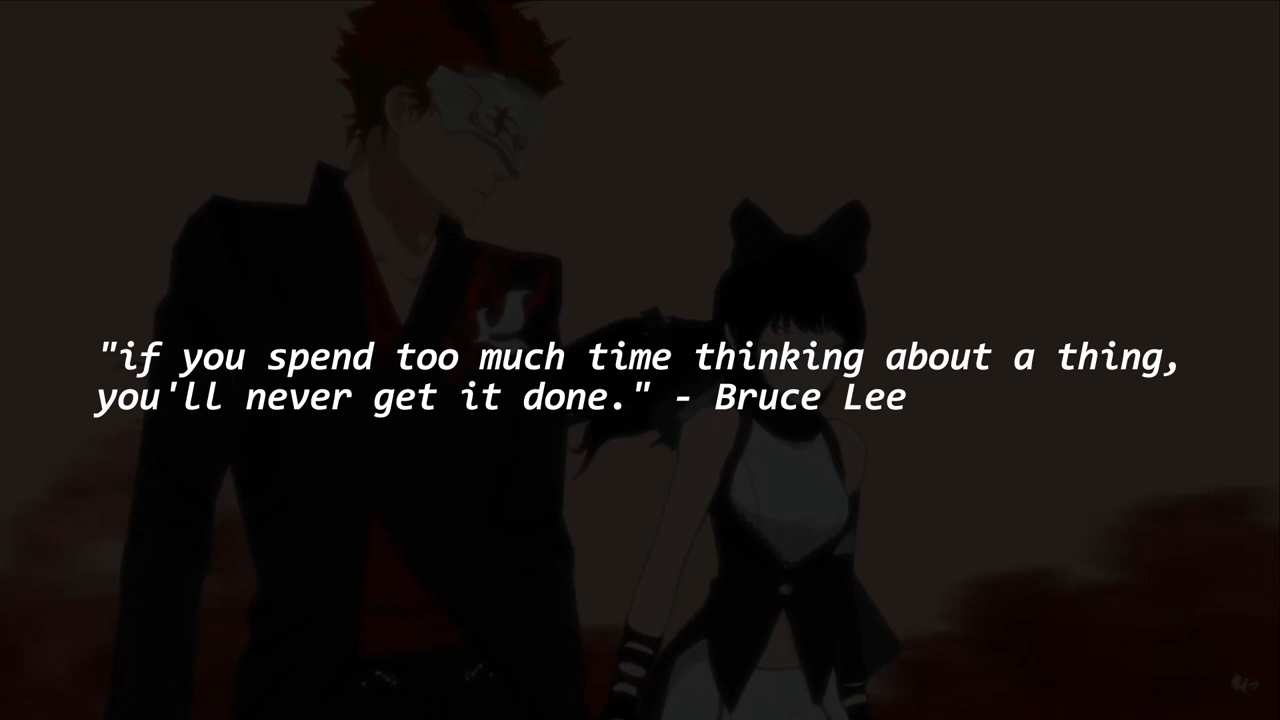 "if you spend too much time thinking about a thing,
you'll never get it done." - Bruce Lee